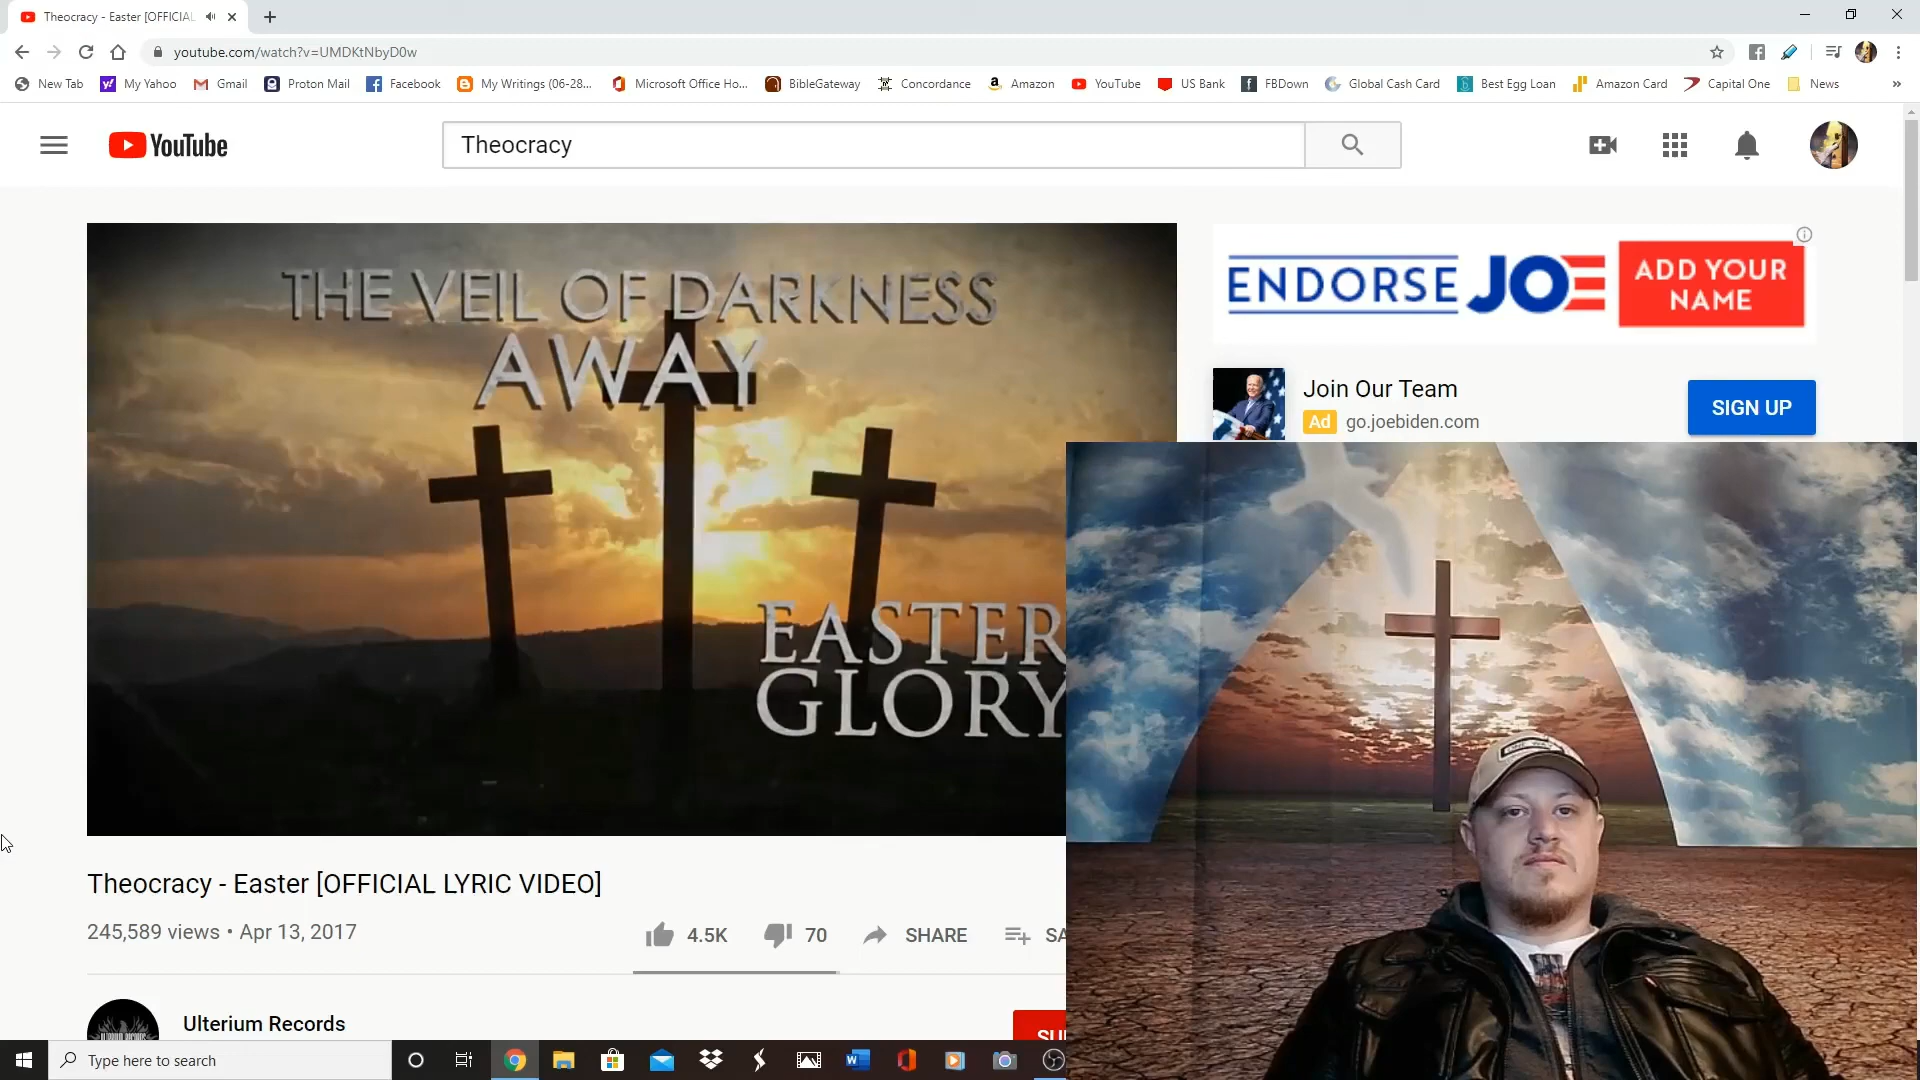 Theocracy - Easter [OFFICIAL
youtube.com/watch?v=UMDKtNbyD0w
New Tab
My Yahoo
Gmail
Proton Mail
Facebook
My Writings (06-28...
Microsoft Office Ho...
BibleGateway
Concordance
Amazon
YouTube
US Bank
FBDown
Global Cash Card
Best Egg Loan
Amazon Card
Capital One
News
YouTube
Theocracy
THE VEIL OF DARKNESS
AWAY
EASTER
GLORY
ENDORSE JOE
ADD YOUR
NAME
Join Our Team
Ad go.joebiden.com
SIGN UP
Theocracy - Easter [OFFICIAL LYRIC VIDEO]
245,589 views • Apr 13, 2017
4.5K
70
SHARE
SA
Ulterium Records
SU
Type here to search